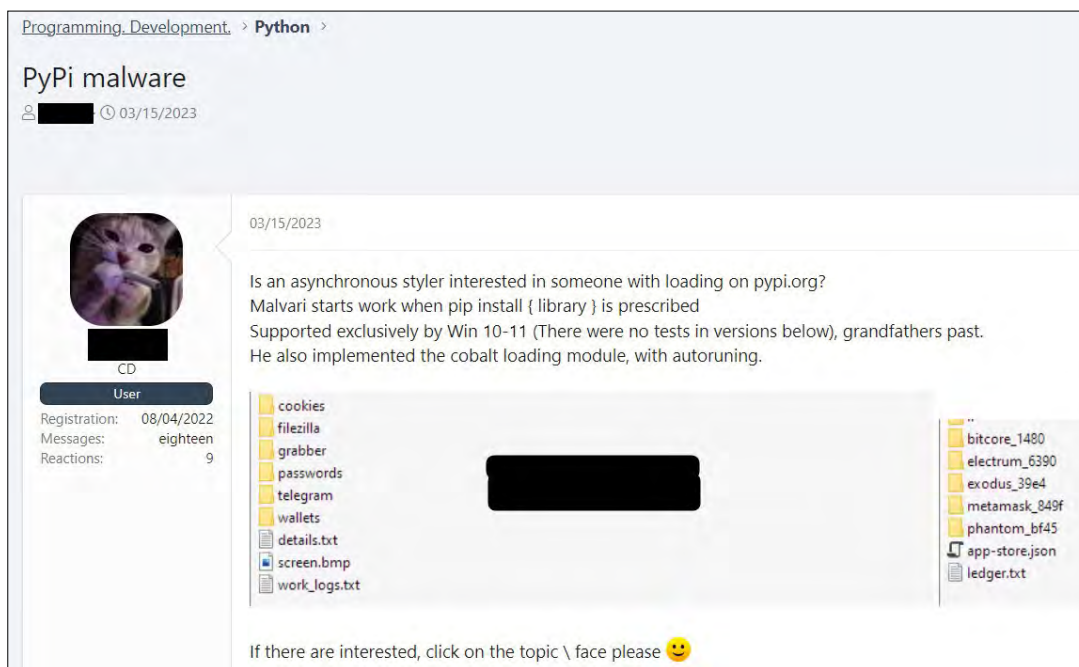 Programming. Development. > Python >
PyPi malware
03/15/2023
03/15/2023
Is an asynchronous styler interested in someone with loading on pypi.org?
Malvari starts work when pip install { library } is prescribed
Supported exclusively by Win 10-11 (There were no tests in versions below), grandfathers past.
He also implemented the cobalt loading module, with autoruning.
CD
User
Registration: 08/04/2022
Messages: eighteen
Reactions: 9
cookies
filezilla
grabber
passwords
telegram
wallets
details.txt
screen.bmp
work_logs.txt
bitcore_1480
electrum_6390
exodus_39e4
metamask_849f
phantom_bf45
app-store.json
ledger.txt
If there are interested, click on the topic \ face please